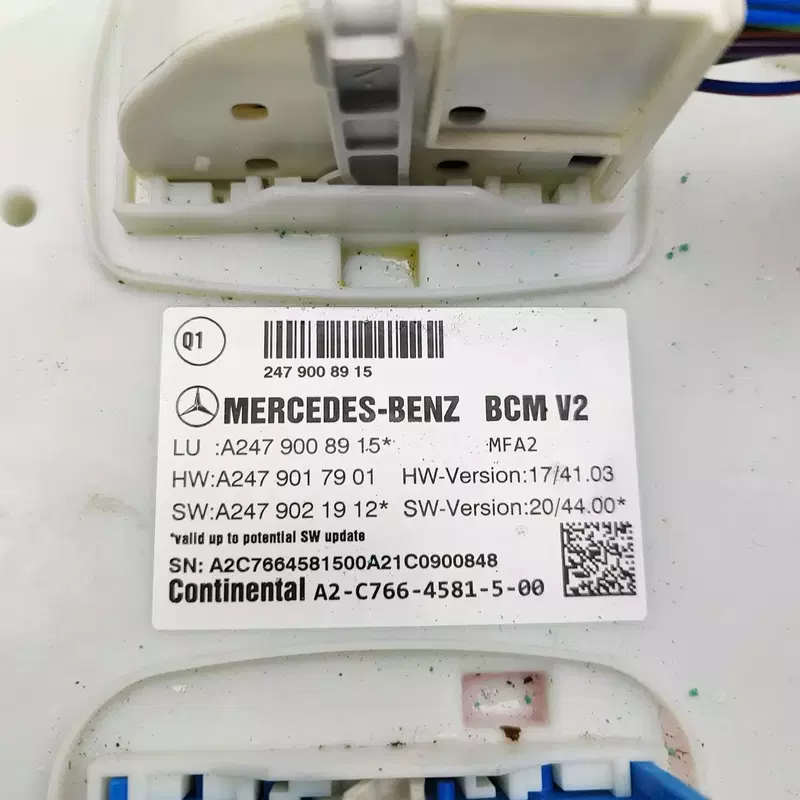 Q1
247 900 89 15
MERCEDES-BENZ BCM V2
LU :A247 900 89 15* MFA2
HW:A247 901 79 01 HW-Version:17/41.03
SW:A247 902 19 12* SW-Version:20/44.00*
*valid up to potential SW update
SN: A2C7664581500A21C0900848
Continental A2-C766-4581-5-00